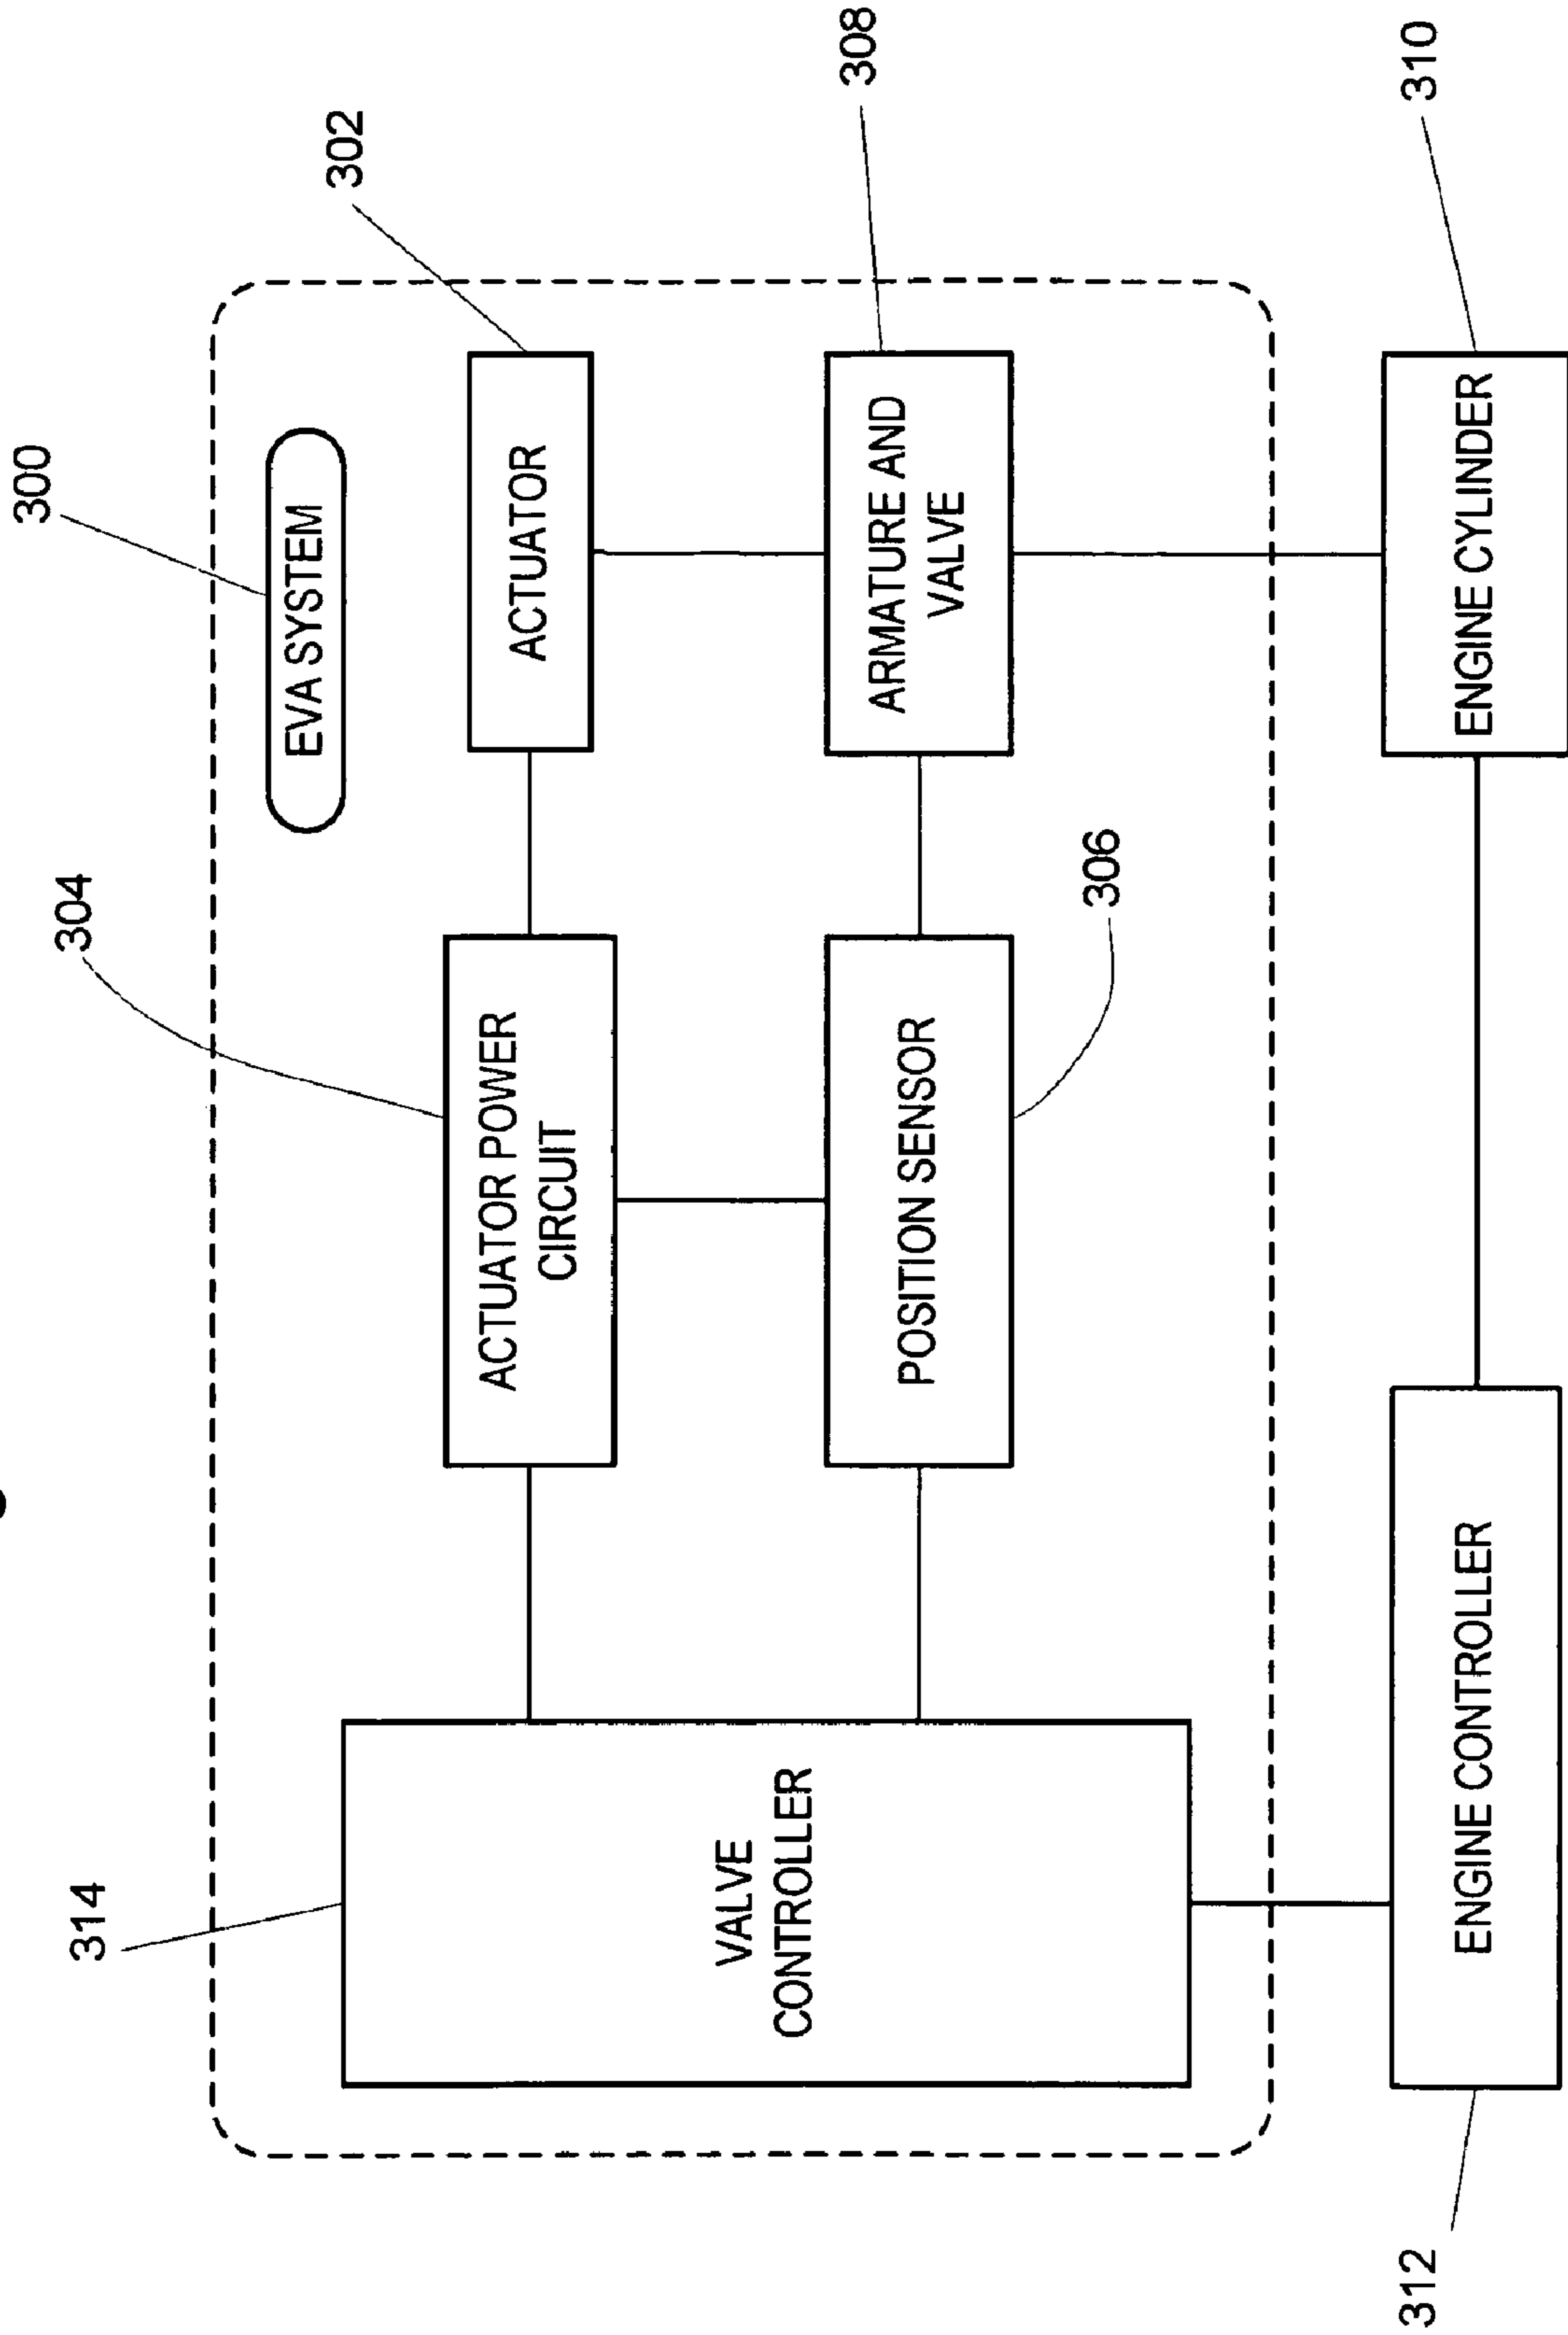 300
EVA SYSTEM
314
304
302
VALVE
CONTROLLER
ACTUATOR POWER
CIRCUIT
ACTUATOR
308
POSITION SENSOR
ARMATURE AND
VALVE
306
312
ENGINE CONTROLLER
ENGINE CYLINDER
310